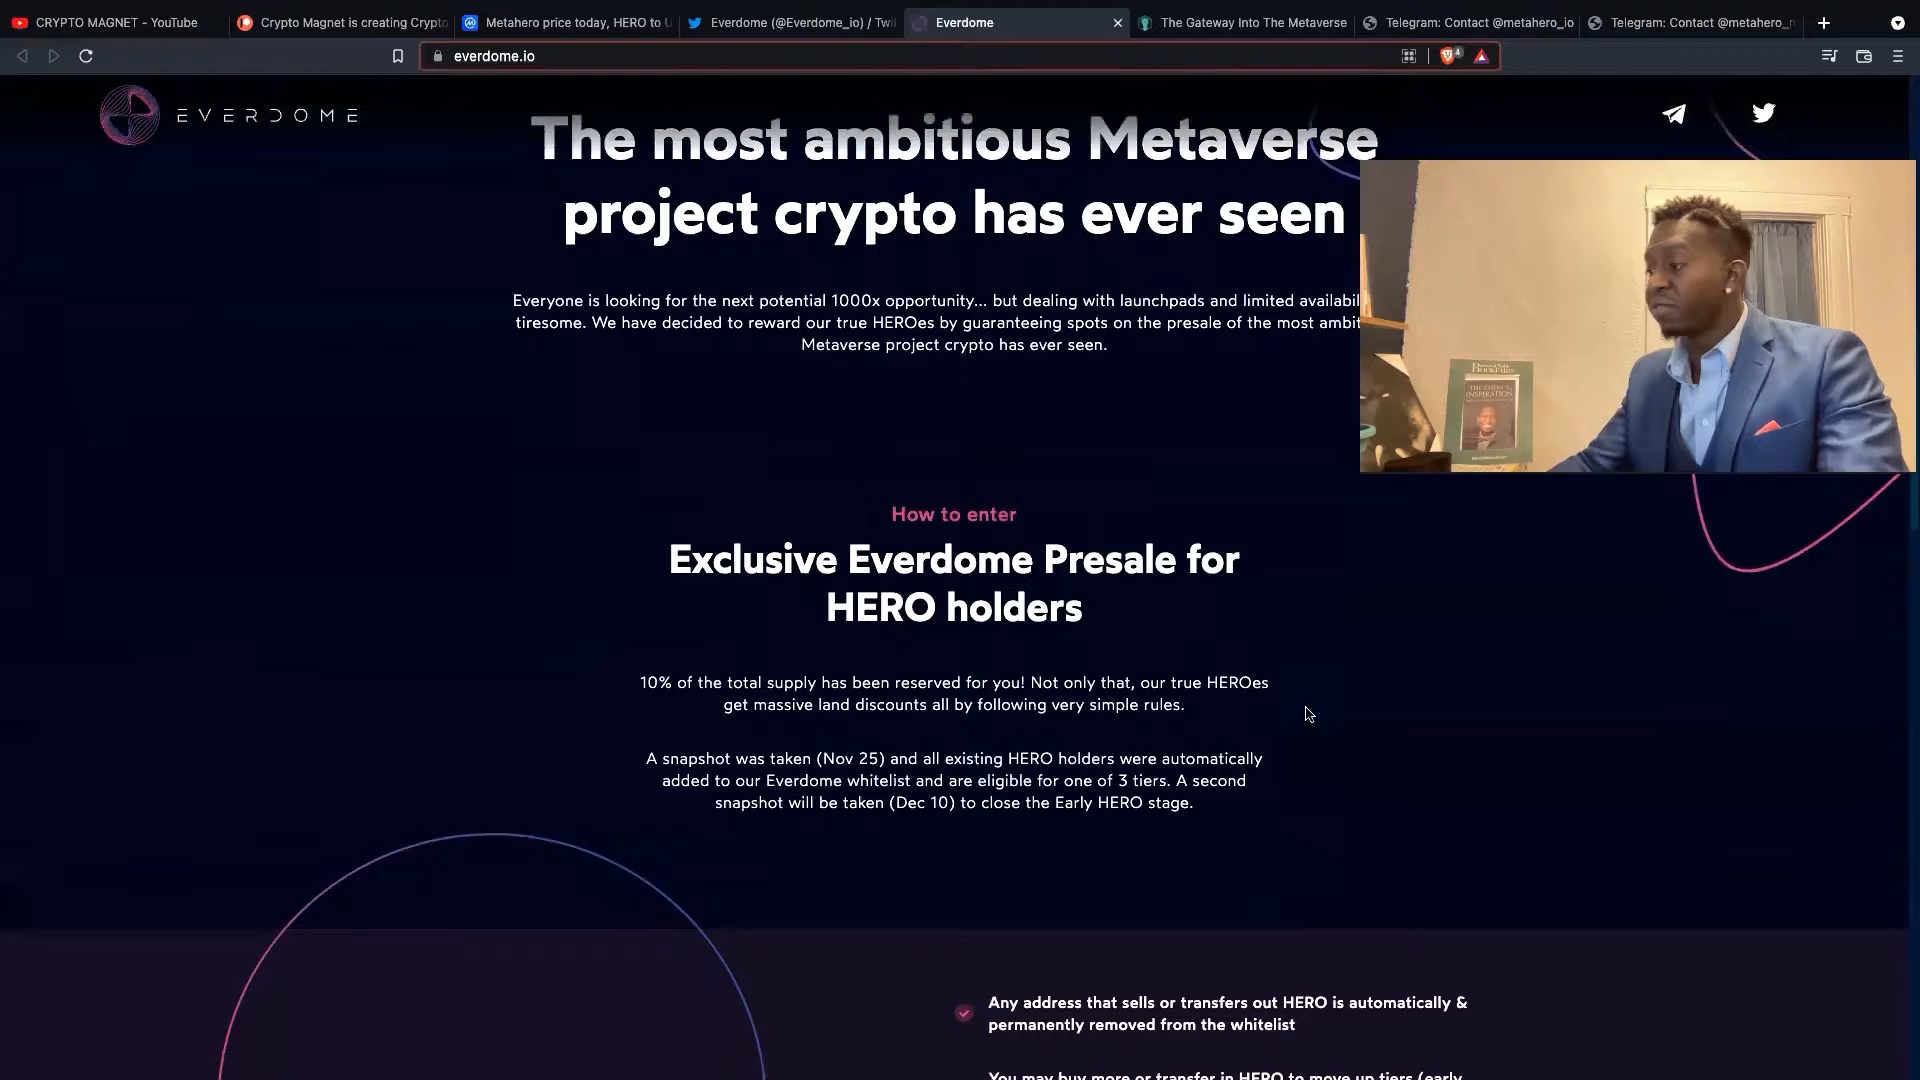 CRYPTO MAGNET - YouTube
Crypto Magnet is creating Crypto
Metahero price today, HERO to U
Everdome (@Everdome_io) / Twi
Everdome
The Gateway Into The Metaverse
Telegram: Contact @metahero_io
Telegram: Contact @metahero_n
everdome.io
4
EVERDOME
The most ambitious Metaverse
project crypto has ever seen
Everyone is looking for the next potential 1000x opportunity... but dealing with launchpads and limited availabil
tiresome. We have decided to reward our true HEROes by guaranteeing spots on the presale of the most ambit
Metaverse project crypto has ever seen.
THE ESSENCE
INSPIRATION
How to enter
Exclusive Everdome Presale for
HERO holders
10% of the total supply has been reserved for you! Not only that, our true HEROes
get massive land discounts all by following very simple rules.
A snapshot was taken (Nov 25) and all existing HERO holders were automatically
added to our Everdome whitelist and are eligible for one of 3 tiers. A second
snapshot will be taken (Dec 10) to close the Early HERO stage.
Any address that sells or transfers out HERO is automatically &
permanently removed from the whitelist
You may buy more or transfer in HERO to move up tiers (early